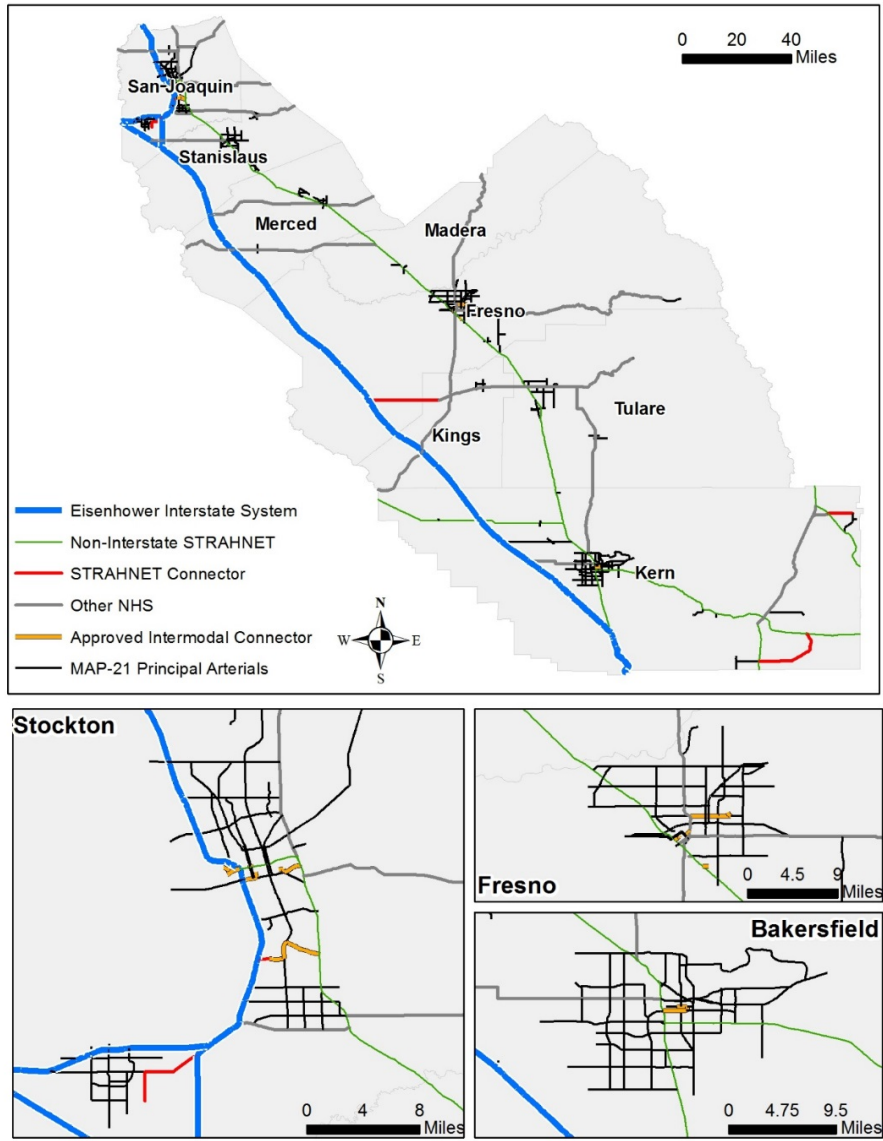 0 20 40
Miles
San-Joaquin
Stanislaus
Merced
Madera
Fresno
Tulare
Kings
Kern
Eisenhower Interstate System
Non-Interstate STRAHNET
STRAHNET Connector
Other NHS
Approved Intermodal Connector
MAP-21 Principal Arterials
N
W E
S
Stockton
0 4 8
Miles
Fresno
0 4.5 9
Miles
Bakersfield
0 4.75 9.5
Miles